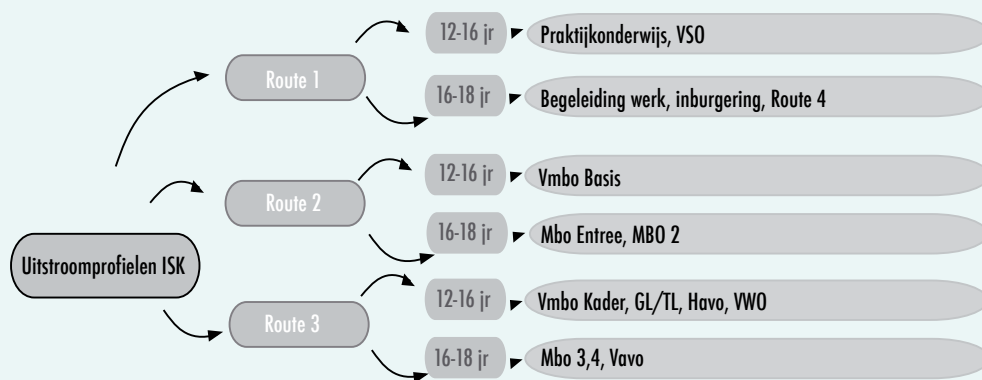 Uitstroomprofielen ISK
Route 1
12-16 jr
Praktijkonderwijs, VSO
16-18 jr
Begeleiding werk, inburgering, Route 4
Route 2
12-16 jr
Vmbo Basis
16-18 jr
Mbo Entree, MBO 2
Route 3
12-16 jr
Vmbo Kader, GL/TL, Havo, VWO
16-18 jr
Mbo 3,4, Vavo